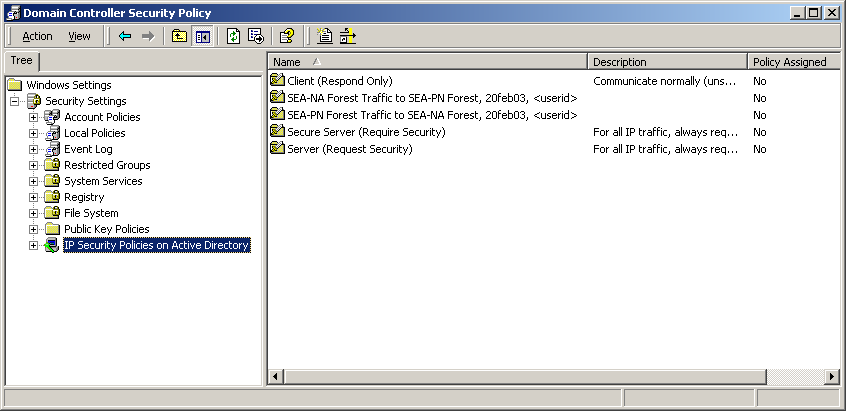 Domain Controller Security Policy
Action View
Tree
Windows Settings
Security Settings
Account Policies
Local Policies
Event Log
Restricted Groups
System Services
Registry
File System
Public Key Policies
IP Security Policies on Active Directory
Name Description Policy Assigned
Client (Respond Only) Communicate normally (uns... No
SEA-NA Forest Traffic to SEA-PN Forest, 20feb03, <userid> No
SEA-PN Forest Traffic to SEA-NA Forest, 20feb03, <userid> No
Secure Server (Require Security) For all IP traffic, always req... No
Server (Request Security) For all IP traffic, always req... No